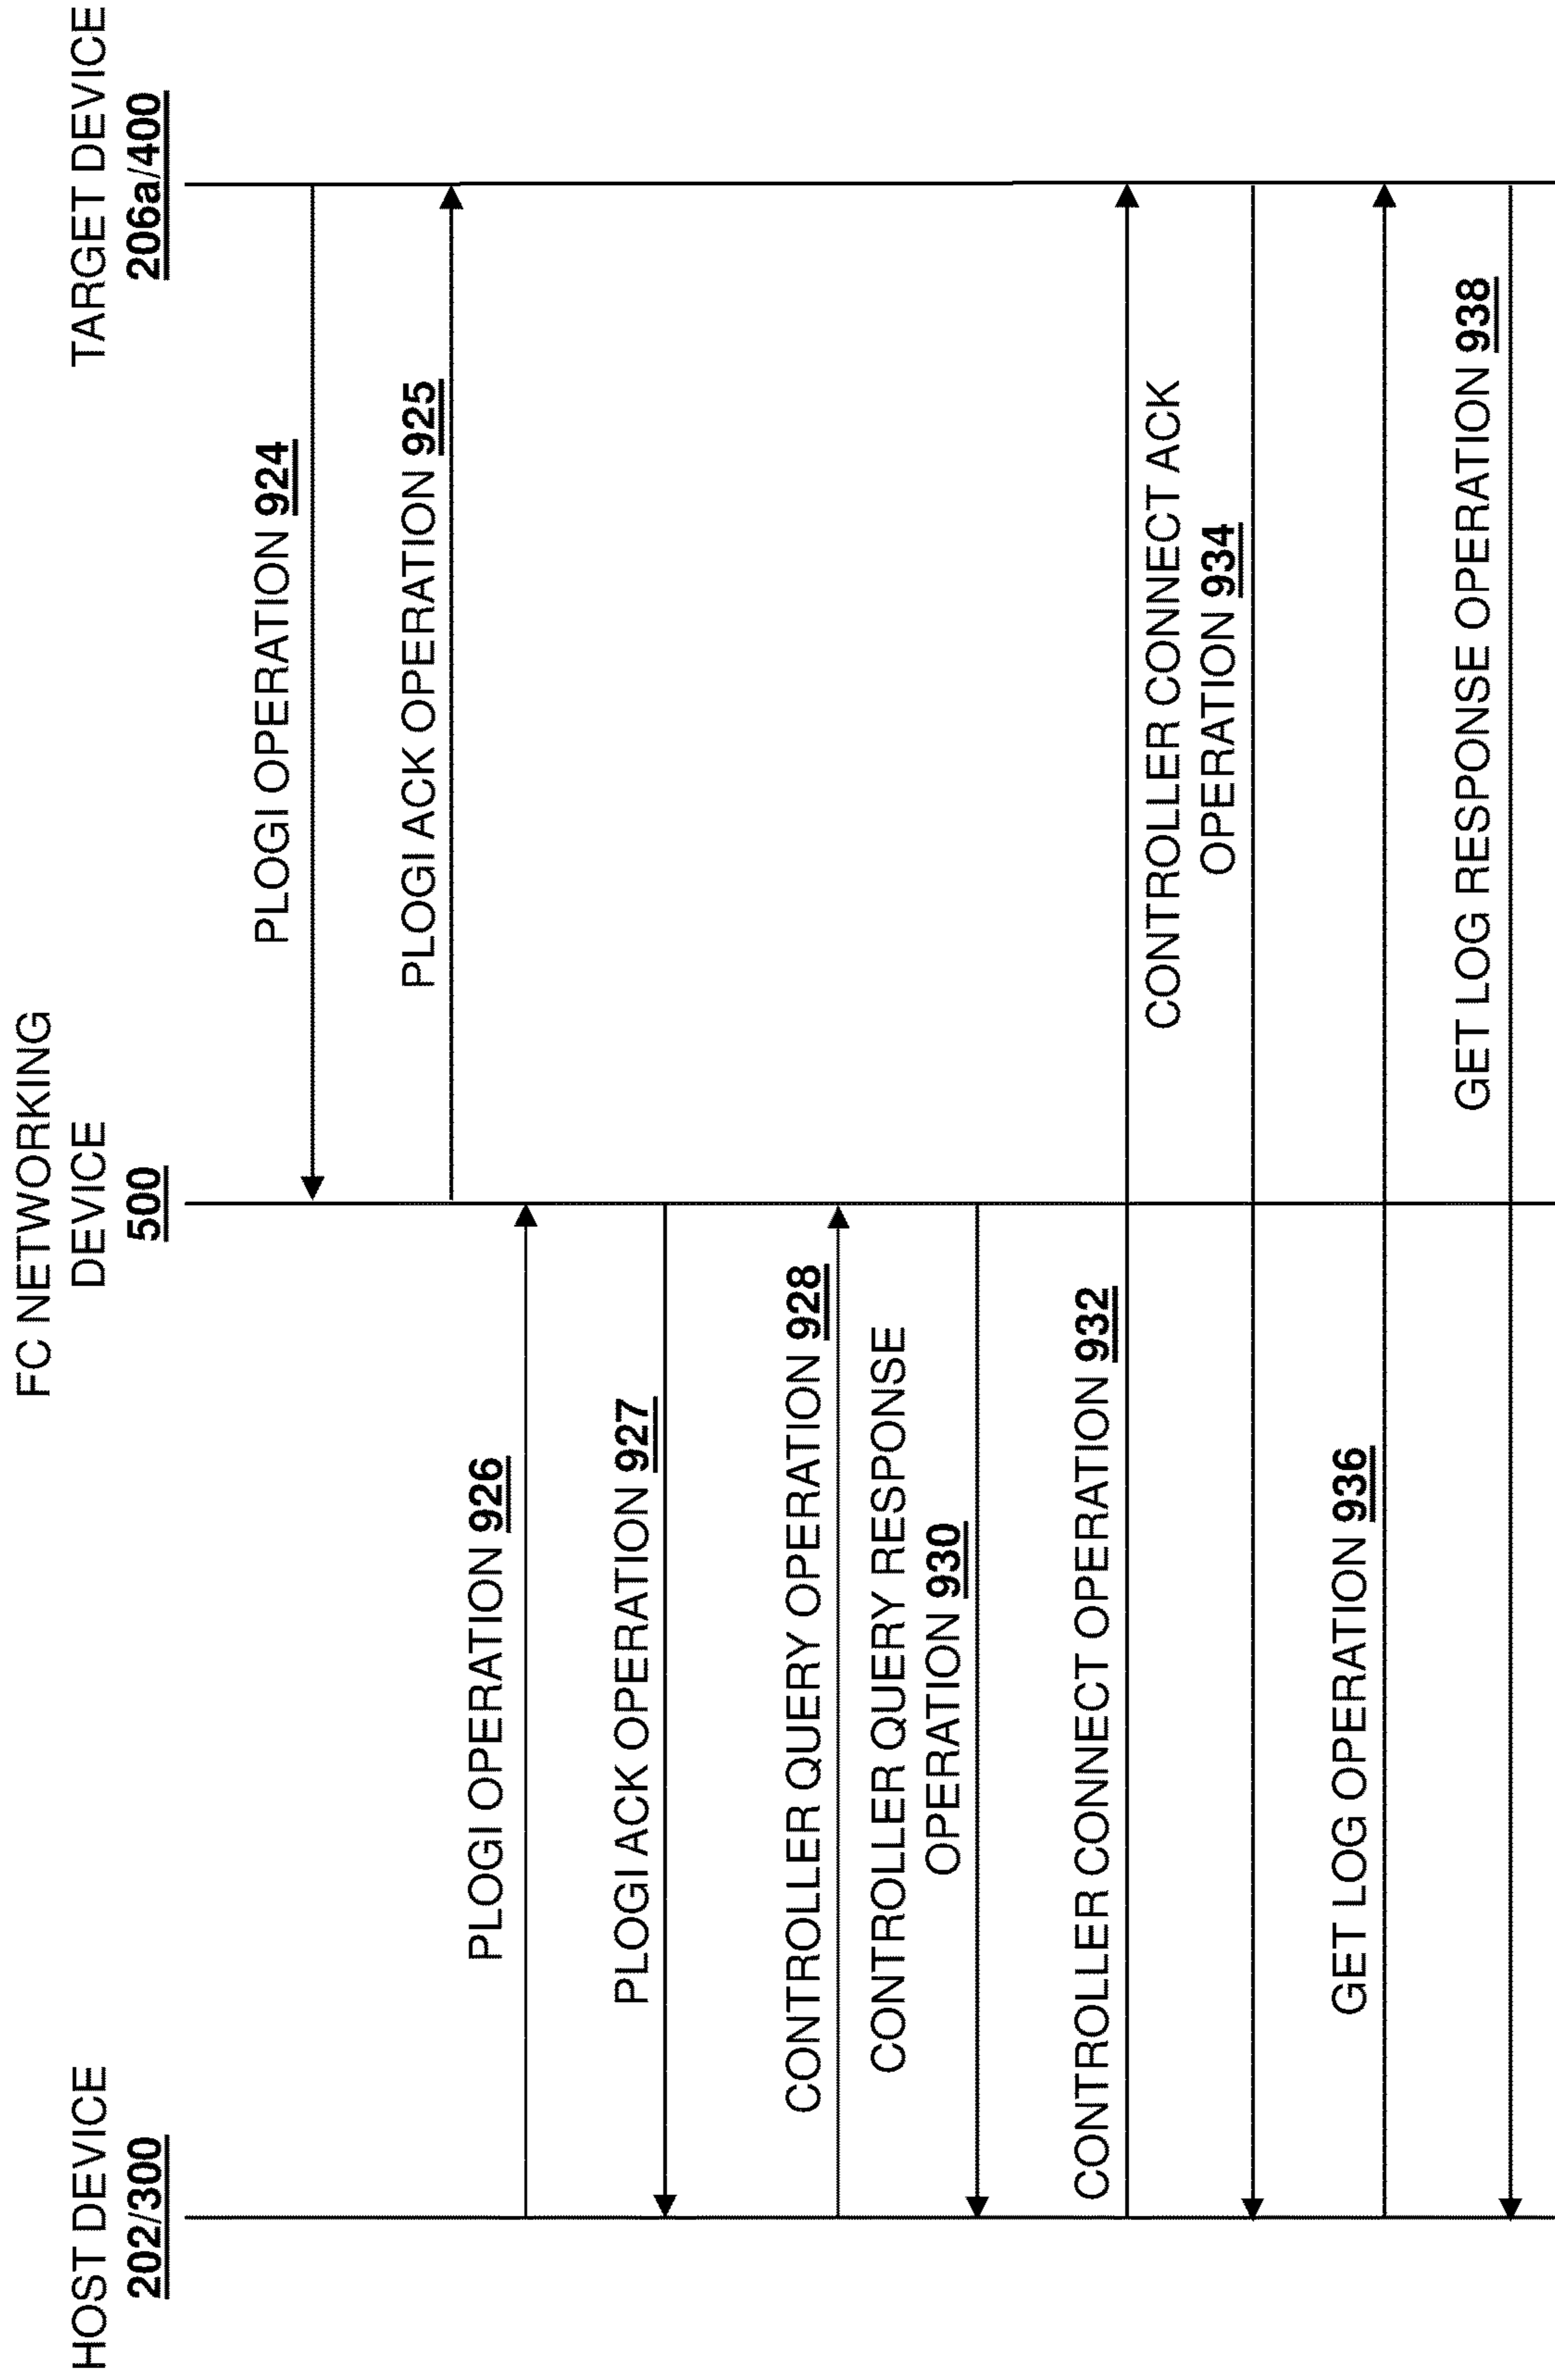 HOST DEVICE
202/300
FC NETWORKING
DEVICE
500
TARGET DEVICE
206a/400
PLOGI OPERATION 924
PLOGI ACK OPERATION 925
PLOGI OPERATION 926
PLOGI ACK OPERATION 927
CONTROLLER QUERY OPERATION 928
CONTROLLER QUERY RESPONSE
OPERATION 930
CONTROLLER CONNECT OPERATION 932
CONTROLLER CONNECT ACK
OPERATION 934
GET LOG OPERATION 936
GET LOG RESPONSE OPERATION 938